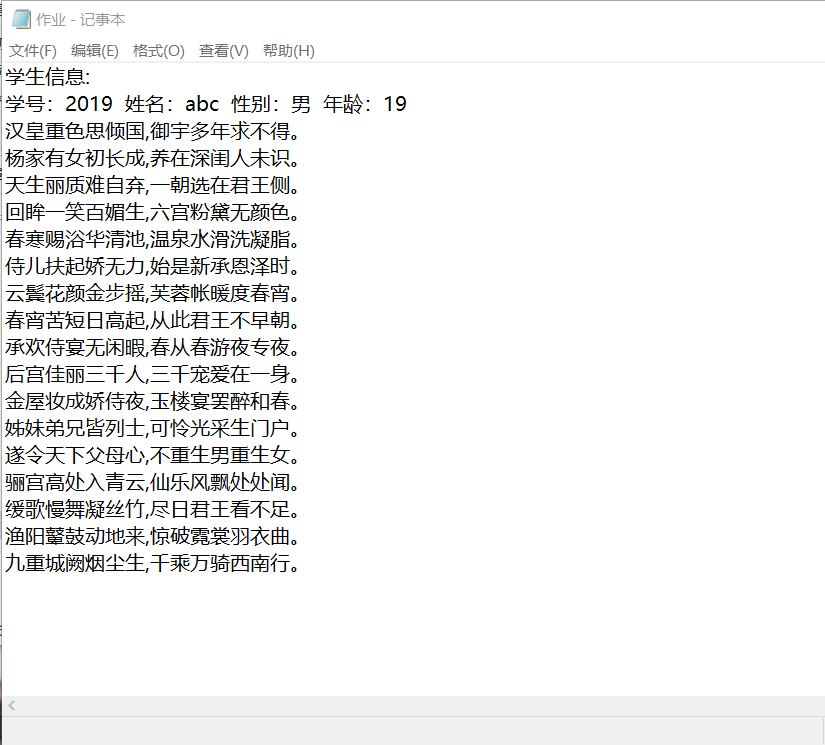 作业 - 记事本
文件(F) 编辑(E) 格式(O) 查看(V) 帮助(H)
学生信息:
学号：2019 姓名：abc 性别：男 年龄：19
汉皇重色思倾国,御宇多年求不得。
杨家有女初长成,养在深闺人未识。
天生丽质难自弃,一朝选在君王侧。
回眸一笑百媚生,六宫粉黛无颜色。
春寒赐浴华清池,温泉水滑洗凝脂。
侍儿扶起娇无力,始是新承恩泽时。
云鬓花颜金步摇,芙蓉帐暖度春宵。
春宵苦短日高起,从此君王不早朝。
承欢侍宴无闲暇,春从春游夜专夜。
后宫佳丽三千人,三千宠爱在一身。
金屋妆成娇侍夜,玉楼宴罢醉和春。
姊妹弟兄皆列士,可怜光采生门户。
遂令天下父母心,不重生男重生女。
骊宫高处入青云,仙乐风飘处处闻。
缓歌慢舞凝丝竹,尽日君王看不足。
渔阳鼙鼓动地来,惊破霓裳羽衣曲。
九重城阙烟尘生,千乘万骑西南行。